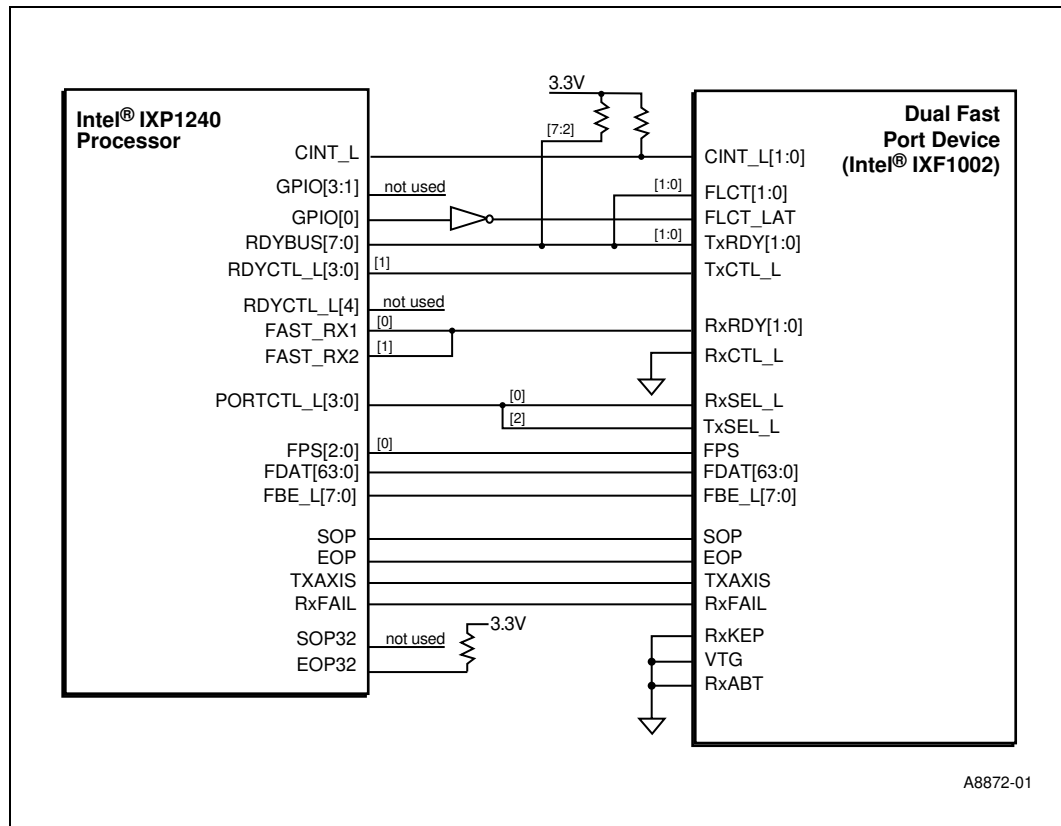 3.3V
Intel® IXP1240
Processor
Dual Fast
Port Device
(Intel® IXF1002)
[7:2]
CINT_L
CINT_L[1:0]
GPIO[3:1] not used
[1:0] FLCT[1:0]
GPIO[0]
FLCT_LAT
RDYBUS[7:0]
[1:0] TxRDY[1:0]
RDYCTL_L[3:0] [1]
TxCTL_L
RDYCTL_L[4] not used
FAST_RX1 [0]
RxRDY[1:0]
FAST_RX2 [1]
RxCTL_L
PORTCTL_L[3:0]
[0] RxSEL_L
[2] TxSEL_L
FPS[2:0] [0]
FPS
FDAT[63:0]
FDAT[63:0]
FBE_L[7:0]
FBE_L[7:0]
SOP
SOP
EOP
EOP
TXAXIS
TXAXIS
RxFAIL
RxFAIL
3.3V
SOP32 not used
EOP32
RxKEP
VTG
RxABT
A8872-01